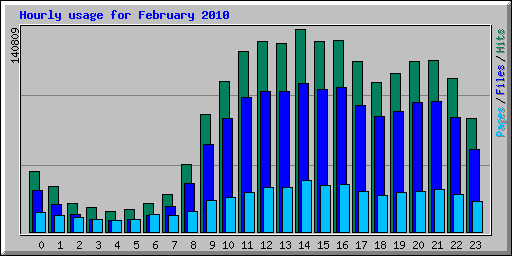 Hourly usage for February 2010
140809
Pages/Files/Hits
0 1 2 3 4 5 6 7 8 9 10 11 12 13 14 15 16 17 18 19 20 21 22 23